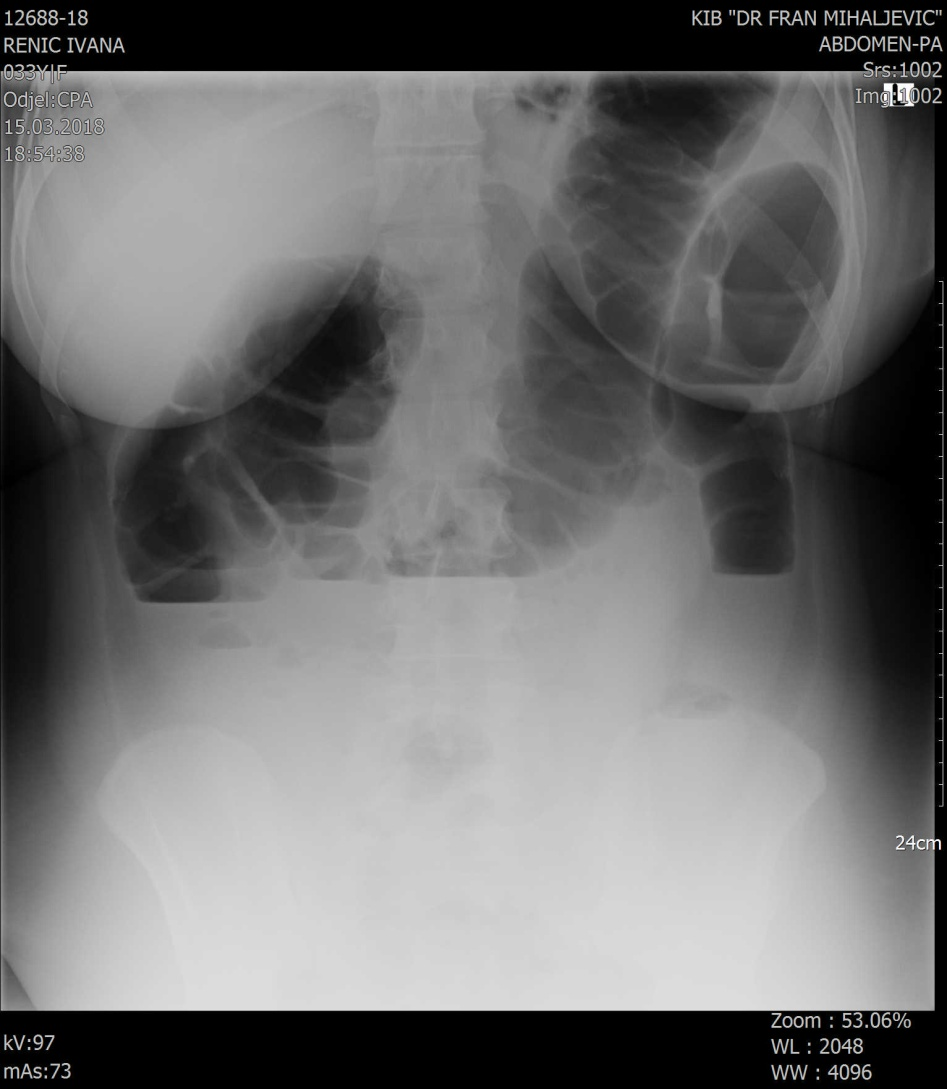 12688-18
RENIC IVANA
033Y|F
Odjel:CPA
15.03.2018
18:54:38
KIB "DR FRAN MIHALJEVIC"
ABDOMEN-PA
Srs:1002
Img:1002
L
24cm
kV:97
mAs:73
Zoom : 53.06%
WL : 2048
WW : 4096